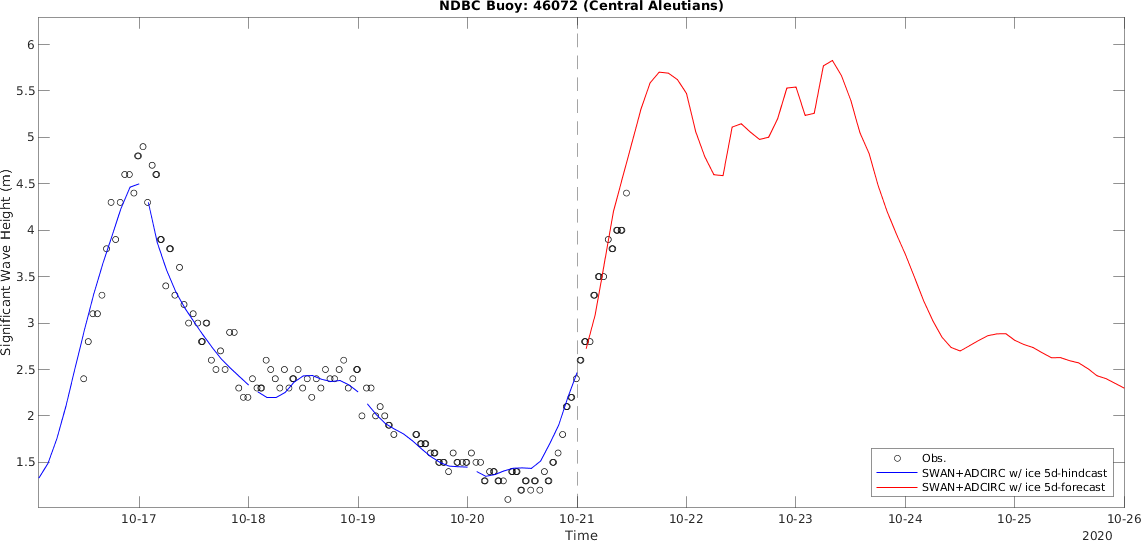 NDBC Buoy: 46072 (Central Aleutians)
6
5.5
5
4.5
4
3.5
3
2.5
2
1.5
Significant Wave Height (m)
Obs.
SWAN+ADCIRC w/ ice 5d-hindcast
SWAN+ADCIRC w/ ice 5d-forecast
10-17 10-18 10-19 10-20 10-21 10-22 10-23 10-24 10-25 10-26
Time
2020